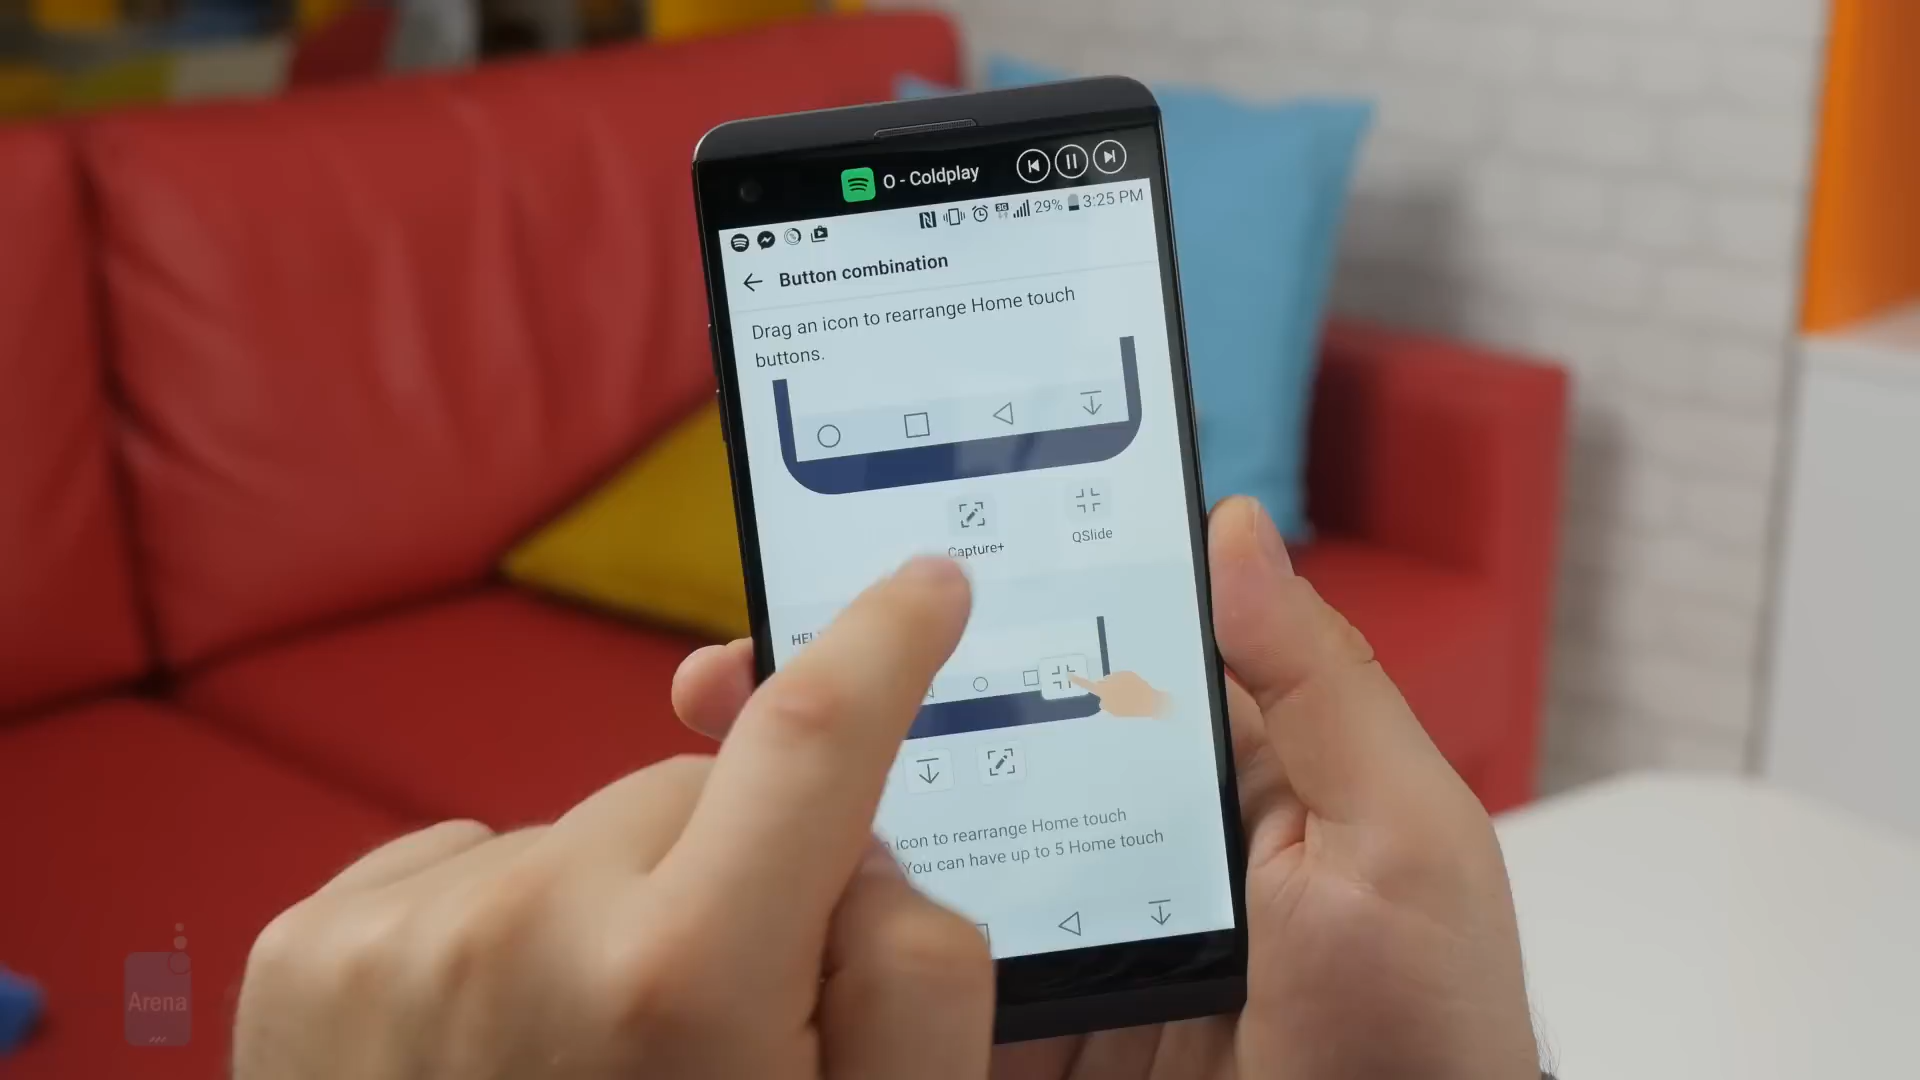 O - Coldplay
3G 29% 3:25 PM
Button combination
Drag an icon to rearrange Home touch
buttons.
Capture+
QSlide
icon to rearrange Home touch
You can have up to 5 Home touch
Arena